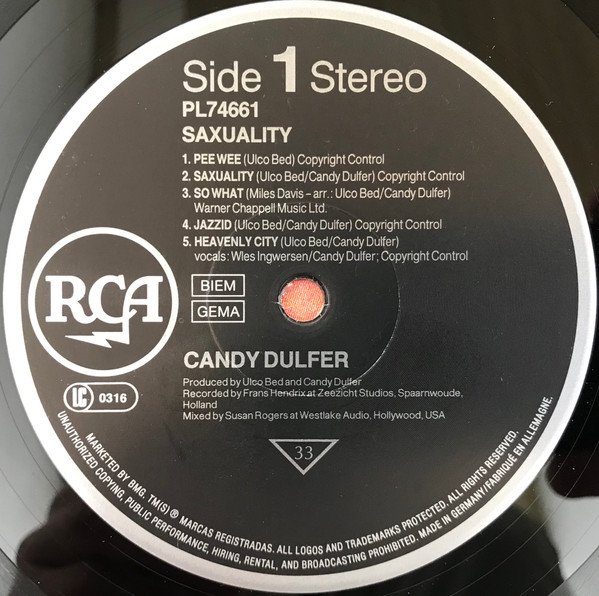 Side 1 Stereo
PL74661
SAXUALITY
1. PEE WEE (Ulco Bed) Copyright Control
2. SAXUALITY (Ulco Bed/Candy Dulfer) Copyright Control
3. SO WHAT (Miles Davis – arr.: Ulco Bed/Candy Dulfer)
Warner Chappell Music Ltd.
4. JAZZID (Ulco Bed/Candy Dulfer) Copyright Control
5. HEAVENLY CITY (Ulco Bed/Candy Dulfer)
vocals: Wies Ingwersen/Candy Dulfer; Copyright Control
RCA
BIEM
GEMA
CANDY DULFER
LC 0316
Produced by Ulco Bed and Candy Dulfer
Recorded by Frans Hendrix at Zeezicht Studios, Spaarnwoude,
Holland
Mixed by Susan Rogers at Westlake Audio, Hollywood, USA
33
MARKETED BY BMG. TM(S) ® MARCAS REGISTRADAS. ALL LOGOS AND TRADEMARKS PROTECTED. ALL RIGHTS RESERVED.
UNAUTHORIZED COPYING, PUBLIC PERFORMANCE, HIRING, RENTAL, AND BROADCASTING PROHIBITED. MADE IN GERMANY/FABRIQUÉ EN ALLEMAGNE.